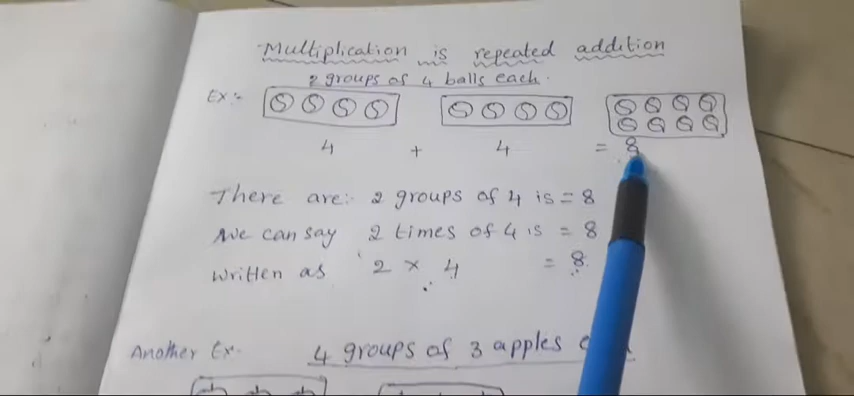 Multiplication is repeated addition
2 groups of 4 balls each.
Ex:-
4 + 4 = 8
There are:- 2 groups of 4 is = 8
We can say 2 times of 4 is = 8
written as 2 × 4 = 8
Another Ex- 4 groups of 3 apples